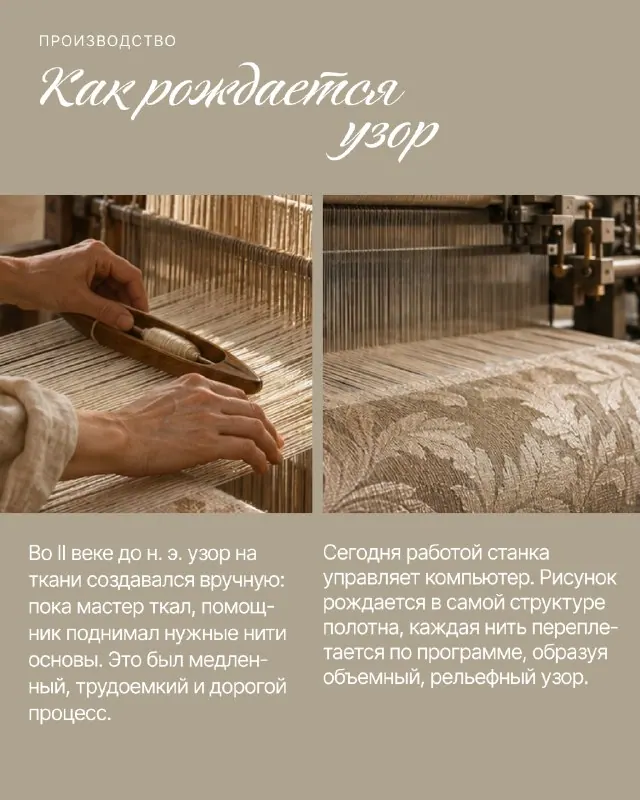 ПРОИЗВОДСТВО
Как рождается
узор
Во II веке до н. э. узор на
ткани создавался вручную:
пока мастер ткал, помощ-
ник поднимал нужные нити
основы. Это был медлен-
ный, трудоемкий и дорогой
процесс.
Сегодня работой станка
управляет компьютер. Рисунок
рождается в самой структуре
полотна, каждая нить перепле-
тается по программе, образуя
объемный, рельефный узор.